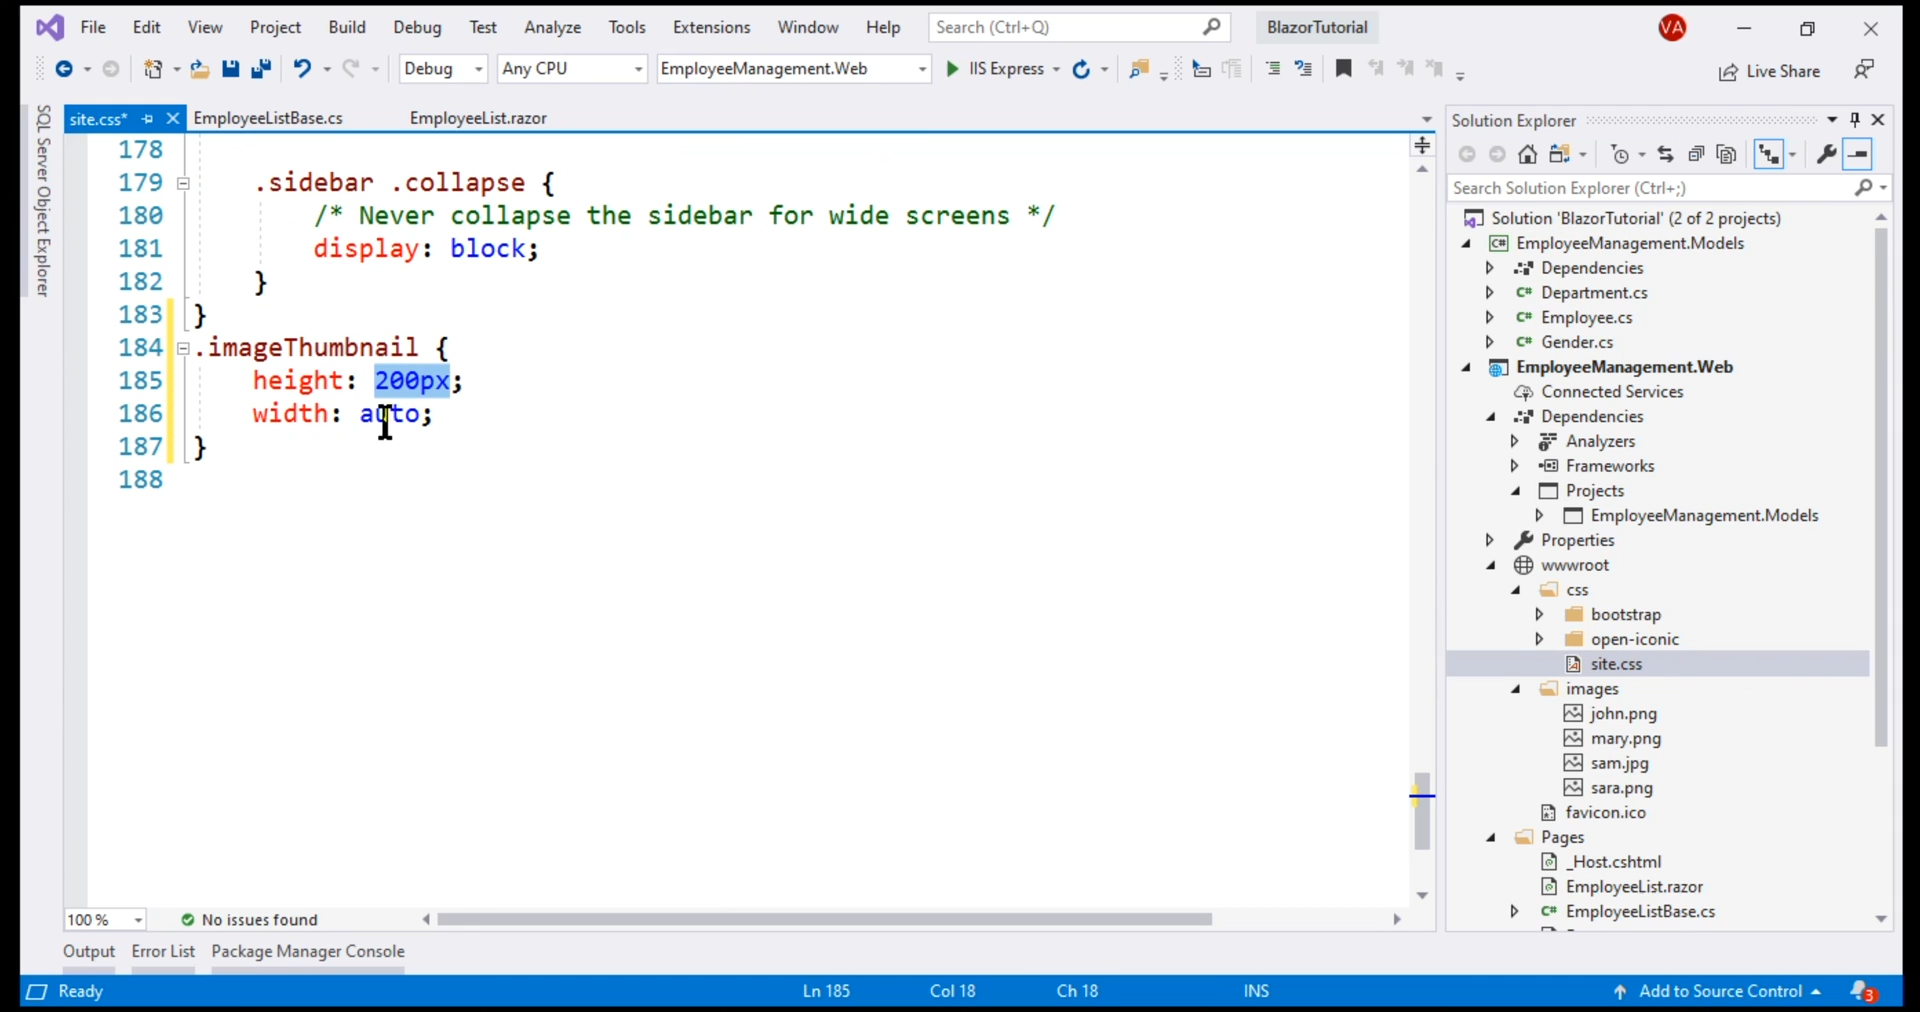 File Edit View Project Build Debug Test Analyze Tools Extensions Window Help Search (Ctrl+Q) BlazorTutorial VA
Debug Any CPU EmployeeManagement.Web IIS Express Live Share
SQL Server Object Explorer
site.css* EmployeeListBase.cs EmployeeList.razor
178
179 .sidebar .collapse {
180 /* Never collapse the sidebar for wide screens */
181 display: block;
182 }
183 }
184 .imageThumbnail {
185 height: 200px;
186 width: auto;
187 }
188
100 % No issues found
Output Error List Package Manager Console
Solution Explorer
Search Solution Explorer (Ctrl+;)
Solution 'BlazorTutorial' (2 of 2 projects)
C# EmployeeManagement.Models
Dependencies
C# Department.cs
C# Employee.cs
C# Gender.cs
EmployeeManagement.Web
Connected Services
Dependencies
Analyzers
Frameworks
Projects
EmployeeManagement.Models
Properties
wwwroot
css
bootstrap
open-iconic
site.css
images
john.png
mary.png
sam.jpg
sara.png
favicon.ico
Pages
_Host.cshtml
EmployeeList.razor
C# EmployeeListBase.cs
Ready Ln 185 Col 18 Ch 18 INS Add to Source Control 3